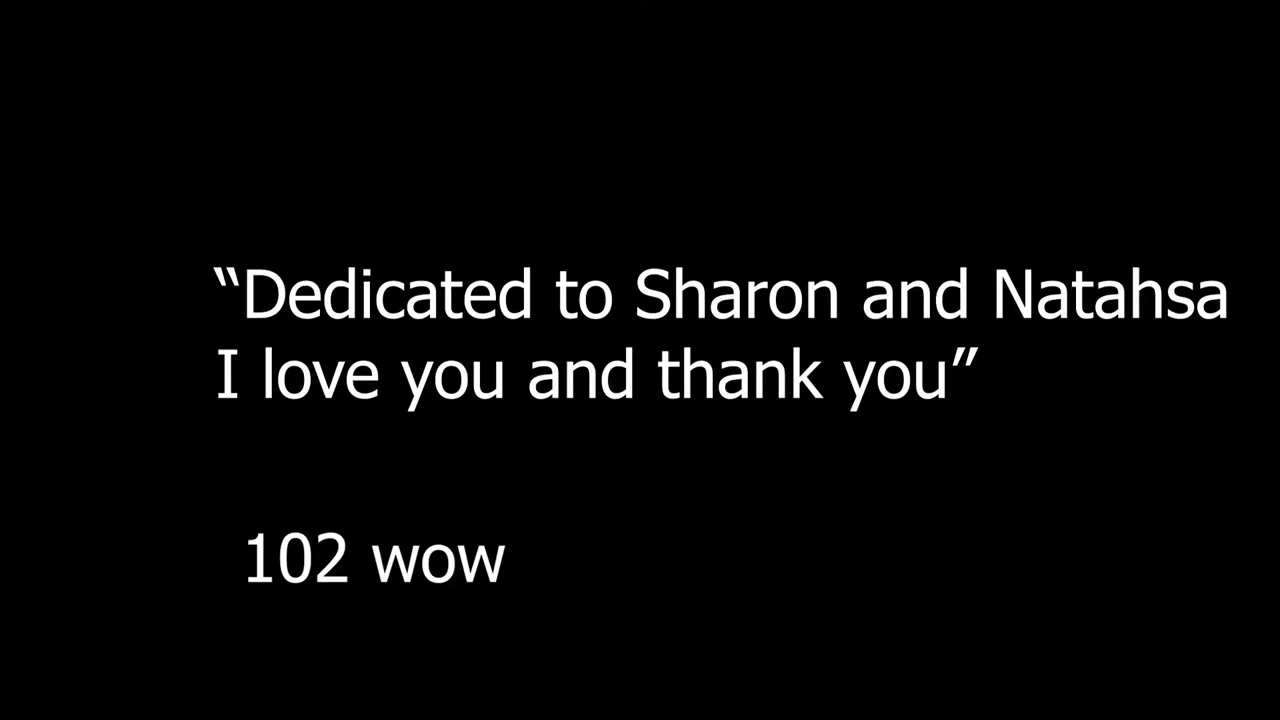 “Dedicated to Sharon and Natahsa
I love you and thank you”
102 wow